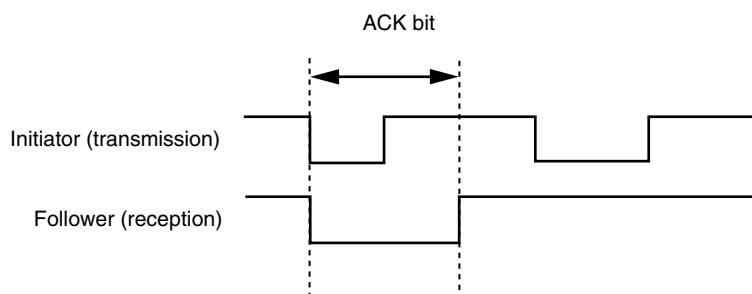 ACK bit
Initiator (transmission)
Follower (reception)